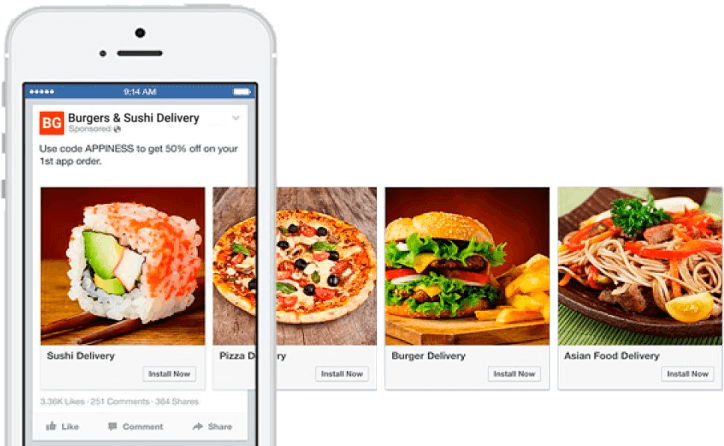 9:14 AM
BG
Burgers & Sushi Delivery
Sponsored
Use code APPINESS to get 50% off on your
1st app order.
Sushi Delivery
Install Now
Pizza Delivery
Install Now
Burger Delivery
Install Now
Asian Food Delivery
Install Now
3.36K Likes · 251 Comments · 364 Shares
Like
Comment
Share